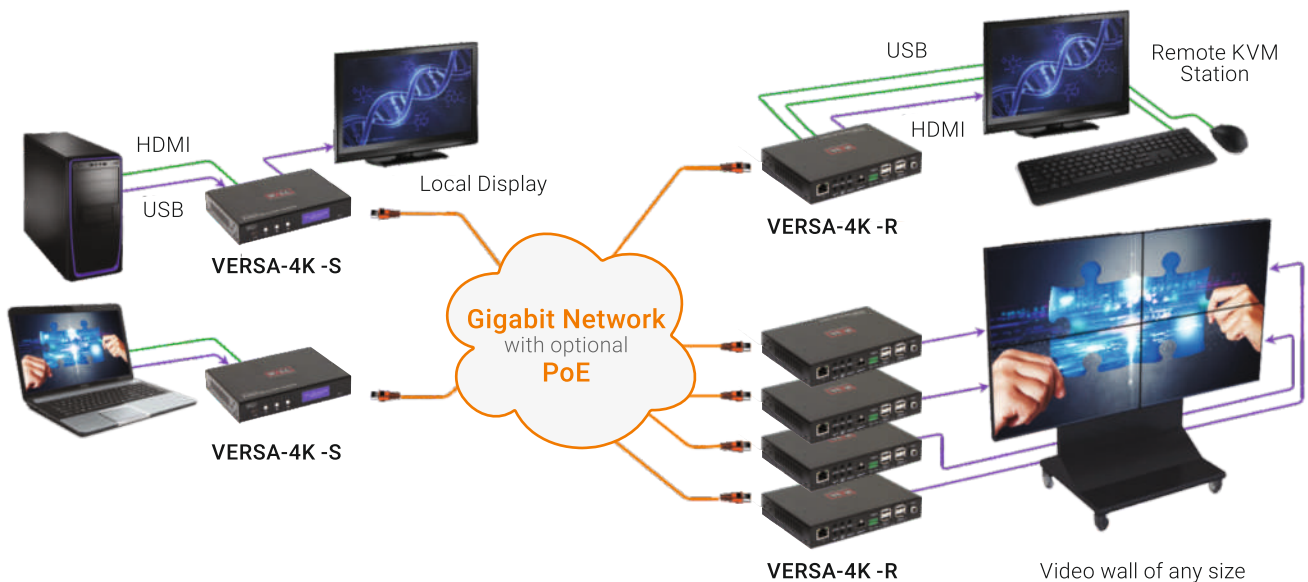 HDMI
USB
VERSA-4K -S
Local Display
USB
HDMI
Remote KVM
Station
VERSA-4K -R
Gigabit Network
with optional
PoE
VERSA-4K -S
VERSA-4K -R
Video wall of any size